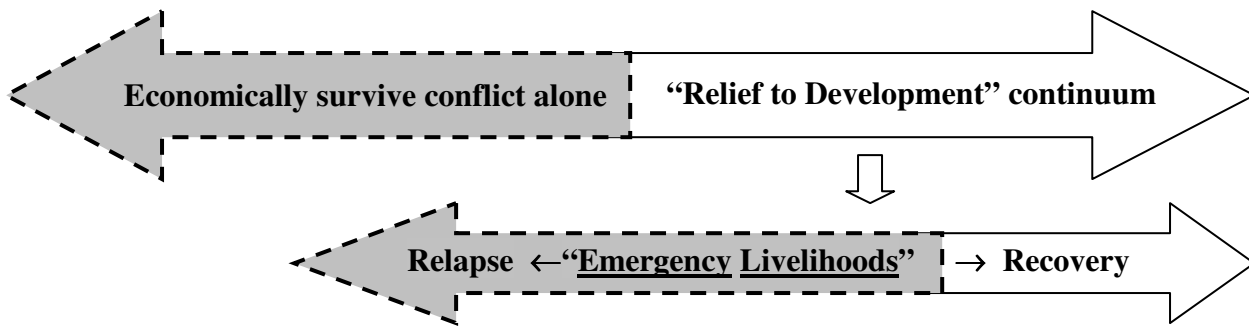 Economically survive conflict alone “Relief to Development” continuum
Relapse ←“Emergency Livelihoods” → Recovery